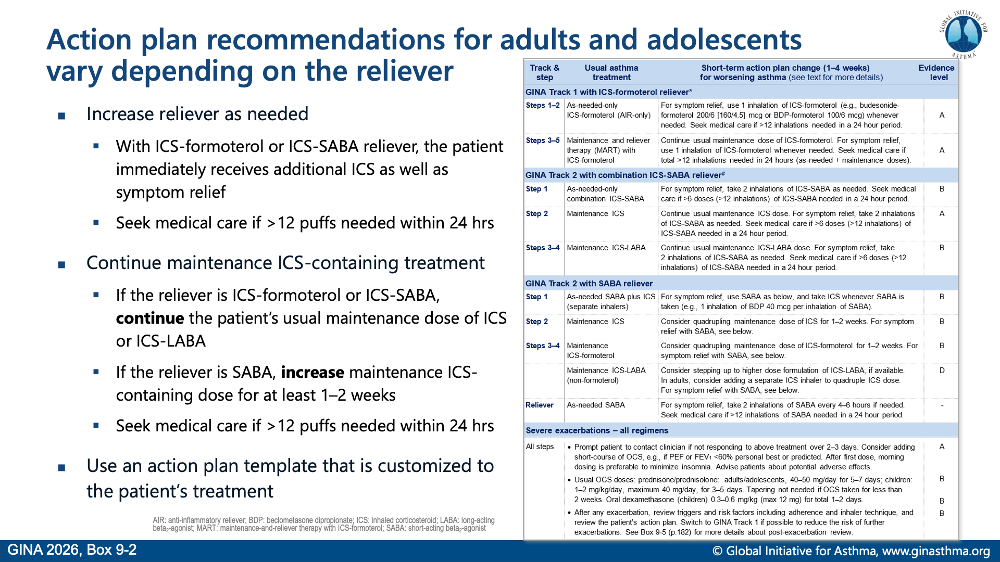 Action plan recommendations for adults and adolescents
vary depending on the reliever
GLOBAL INITIATIVE FOR
ASTHMA
■ Increase reliever as needed
▪ With ICS-formoterol or ICS-SABA reliever, the patient
immediately receives additional ICS as well as
symptom relief
▪ Seek medical care if >12 puffs needed within 24 hrs
■ Continue maintenance ICS-containing treatment
▪ If the reliever is ICS-formoterol or ICS-SABA,
continue the patient’s usual maintenance dose of ICS
or ICS-LABA
▪ If the reliever is SABA, increase maintenance ICS-
containing dose for at least 1–2 weeks
▪ Seek medical care if >12 puffs needed within 24 hrs
■ Use an action plan template that is customized to
the patient’s treatment
AIR: anti-inflammatory reliever; BDP: beclometasone dipropionate; ICS: inhaled corticosteroid; LABA: long-acting
beta2-agonist; MART: maintenance-and-reliever therapy with ICS-formoterol; SABA: short-acting beta2-agonist
Track & step
Usual asthma treatment
Short-term action plan change (1–4 weeks)
for worsening asthma (see text for more details)
Evidence level
GINA Track 1 with ICS-formoterol reliever*
Steps 1–2
As-needed-only
ICS-formoterol (AIR-only)
For symptom relief, use 1 inhalation of ICS-formoterol (e.g., budesonide-
formoterol 200/6 [160/4.5] mcg or BDP-formoterol 100/6 mcg) whenever
needed. Seek medical care if >12 inhalations needed in a 24 hour period.
A
Steps 3–5
Maintenance and reliever
therapy (MART) with
ICS-formoterol
Continue usual maintenance dose of ICS-formoterol. For symptom relief,
use 1 inhalation of ICS-formoterol whenever needed. Seek medical care if
total >12 inhalations needed in 24 hours (as-needed + maintenance doses).
A
GINA Track 2 with combination ICS-SABA reliever#
Step 1
As-needed-only
combination ICS-SABA
For symptom relief, take 2 inhalations of ICS-SABA as needed. Seek medical
care if >6 doses (>12 inhalations) of ICS-SABA needed in a 24 hour period.
B
Step 2
Maintenance ICS
Continue usual maintenance ICS dose. For symptom relief, take 2 inhalations
of ICS-SABA as needed. Seek medical care if >6 doses (>12 inhalations) of
ICS-SABA needed in a 24 hour period.
A
Steps 3–4
Maintenance ICS-LABA
Continue usual maintenance ICS-LABA dose. For symptom relief, take
2 inhalations of ICS-SABA as needed. Seek medical care if >6 doses (>12
inhalations) of ICS-SABA needed in a 24 hour period.
B
GINA Track 2 with SABA reliever
Step 1
As-needed SABA plus ICS
(separate inhalers)
For symptom relief, use SABA as below, and take ICS whenever SABA is
taken (e.g., 1 inhalation of BDP 40 mcg per inhalation of SABA).
B
Step 2
Maintenance ICS
Consider quadrupling maintenance dose of ICS for 1–2 weeks. For symptom
relief with SABA, see below.
B
Steps 3–4
Maintenance
ICS-formoterol
Consider quadrupling maintenance dose of ICS-formoterol for 1–2 weeks. For
symptom relief with SABA, see below.
B
Maintenance ICS-LABA
(non-formoterol)
Consider stepping up to higher dose formulation of ICS-LABA, if available.
In adults, consider adding a separate ICS inhaler to quadruple ICS dose.
For symptom relief with SABA, see below.
D
Reliever
As-needed SABA
For symptom relief, take 2 inhalations of SABA every 4–6 hours if needed.
Seek medical care if >12 inhalations of SABA needed in a 24 hour period.
-
Severe exacerbations – all regimens
All steps
• Prompt patient to contact clinician if not responding to above treatment over 2–3 days. Consider adding
short-course of OCS, e.g., if PEF or FEV1 <60% personal best or predicted. After first dose, morning
dosing is preferable to minimize insomnia. Advise patients about potential adverse effects.
A
• Usual OCS doses: prednisone/prednisolone: adults/adolescents, 40–50 mg/day for 5–7 days; children:
1–2 mg/kg/day, maximum 40 mg/day, for 3–5 days. Tapering not needed if OCS taken for less than
2 weeks. Oral dexamethasone (children) 0.3–0.6 mg/kg (max 12 mg) for total 1–2 days.
B
B
• After any exacerbation, review triggers and risk factors including adherence and inhaler technique, and
review the patient’s action plan. Switch to GINA Track 1 if possible to reduce the risk of further
exacerbations. See Box 9-5 (p.182) for more details about post-exacerbation review.
B
GINA 2026, Box 9-2
© Global Initiative for Asthma, www.ginasthma.org